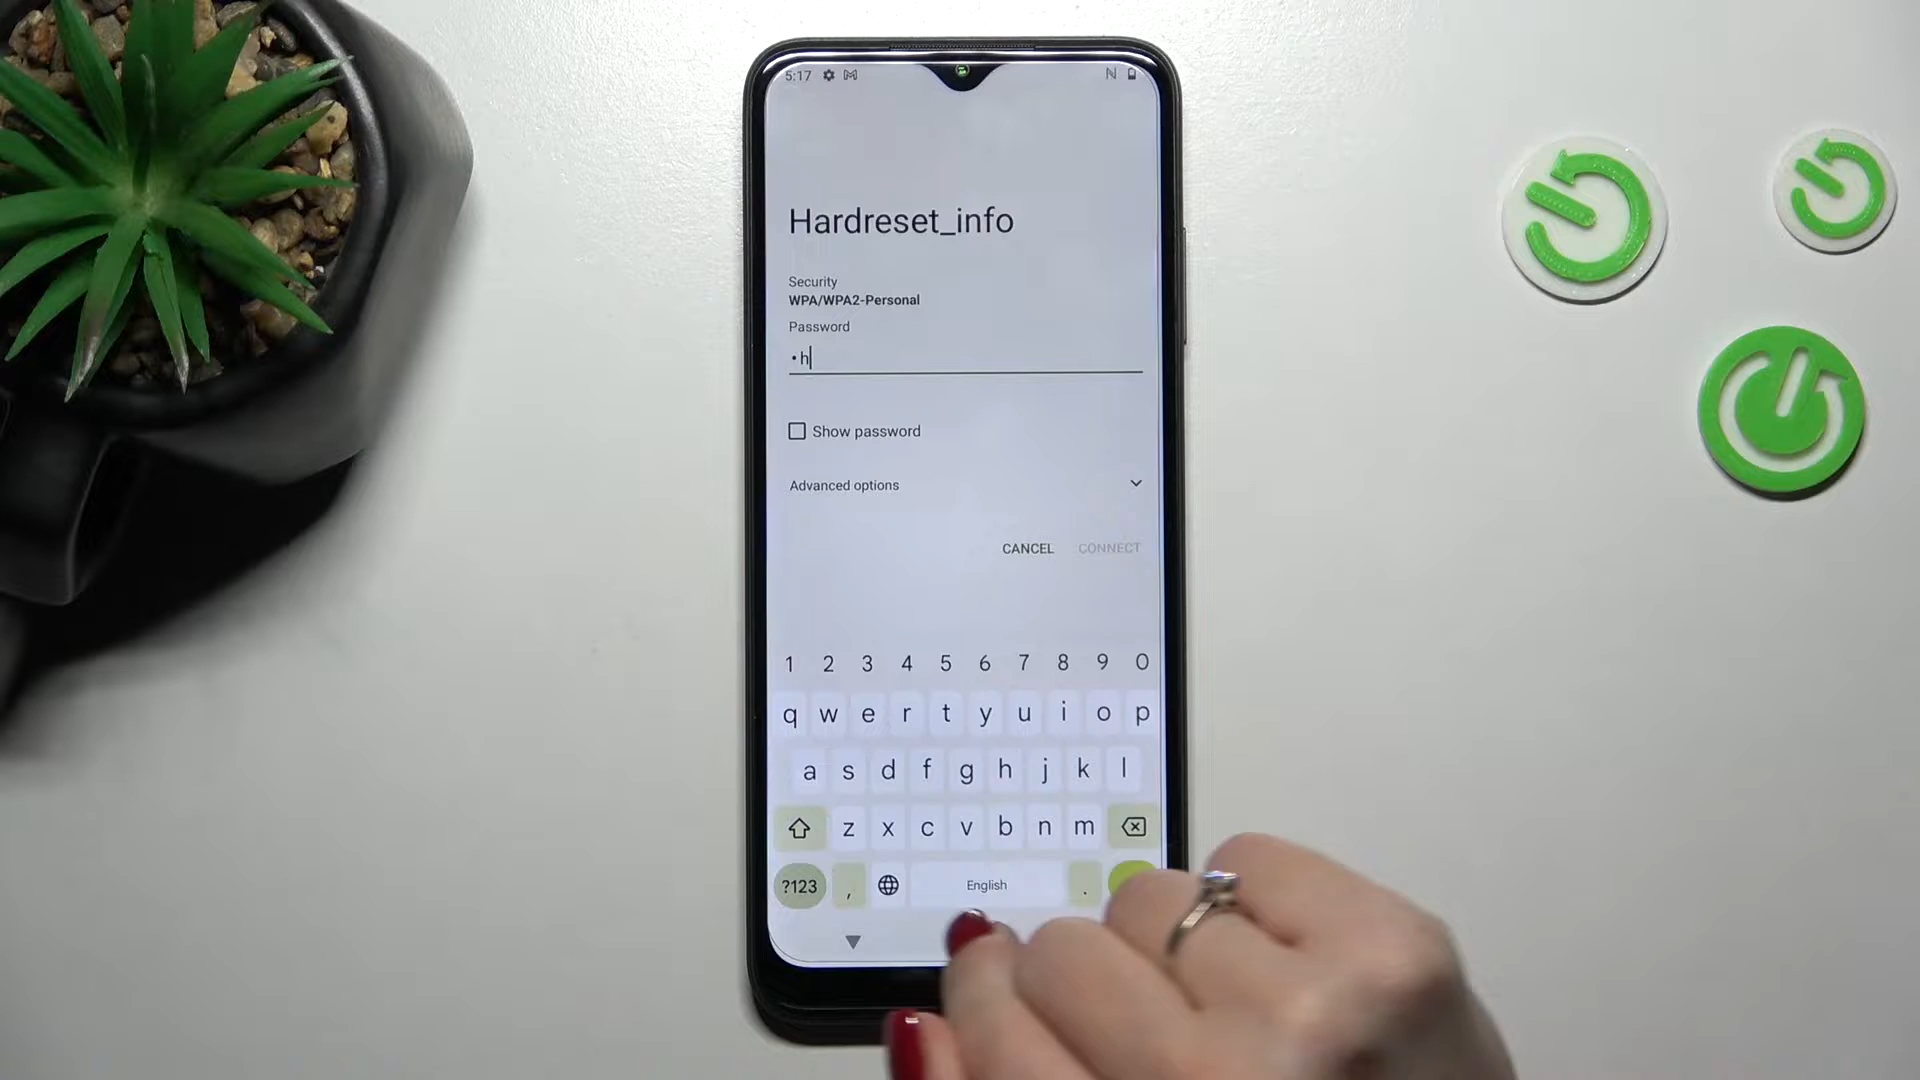 5:17
Hardreset_info
Security
WPA/WPA2-Personal
Password
•h
Show password
Advanced options
CANCEL CONNECT
1 2 3 4 5 6 7 8 9 0
q w e r t y u i o p
a s d f g h j k l
z x c v b n m
?123 , English .